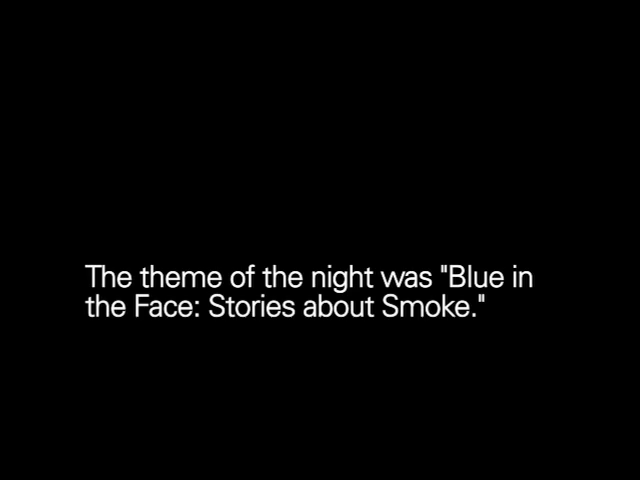 The theme of the night was "Blue in
the Face: Stories about Smoke."